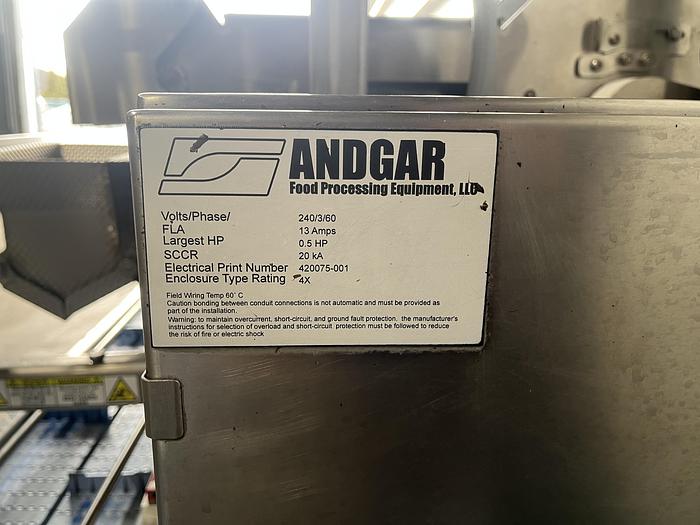 ANDGAR
Food Processing Equipment, LLC
Volts/Phase/ 240/3/60
FLA 13 Amps
Largest HP 0.5 HP
SCCR 20 kA
Electrical Print Number 420075-001
Enclosure Type Rating 4X
Field Wiring Temp 60° C
Caution bonding between conduit connections is not automatic and must be provided as
part of the installation.
Warning: to maintain overcurrent, short-circuit, and ground fault protection. the manufacturer's
instructions for selection of overload and short-circuit protection must be followed to reduce
the risk of fire or electric shock